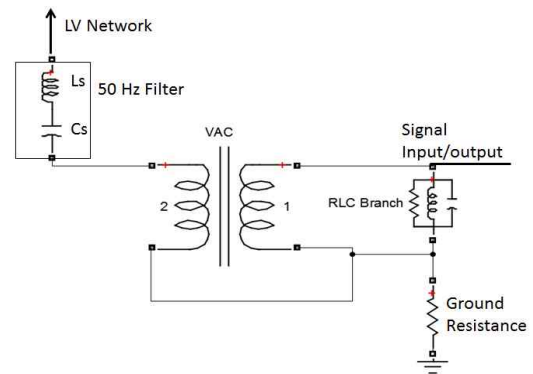 LV Network
Ls
50 Hz Filter
Cs
VAC
Signal
Input/output
2
1
RLC Branch
Ground
Resistance